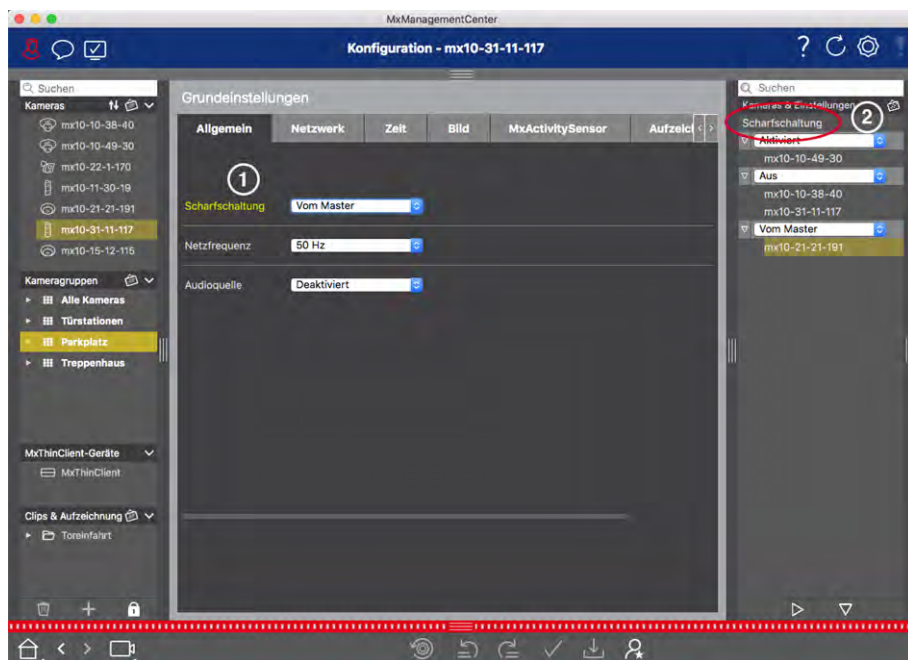 MxManagementCenter
Konfiguration - mx10-31-11-117
?
Suchen
Kameras
mx10-10-38-40
mx10-10-49-30
mx10-22-1-170
mx10-11-30-19
mx10-21-21-191
mx10-31-11-117
mx10-15-12-115
Kameragruppen
Alle Kameras
Türstationen
Parkplatz
Treppenhaus
MxThinClient-Geräte
MxThinClient
Clips & Aufzeichnung
Toreinfahrt
Grundeinstellungen
Allgemein Netzwerk Zeit Bild MxActivitySensor Aufzeicl
1
Scharfschaltung Vom Master
Netzfrequenz 50 Hz
Audioquelle Deaktiviert
Suchen
Kameras & Einstellungen
2
Scharfschaltung
Aktiviert
mx10-10-49-30
Aus
mx10-10-38-40
mx10-31-11-117
Vom Master
mx10-21-21-191